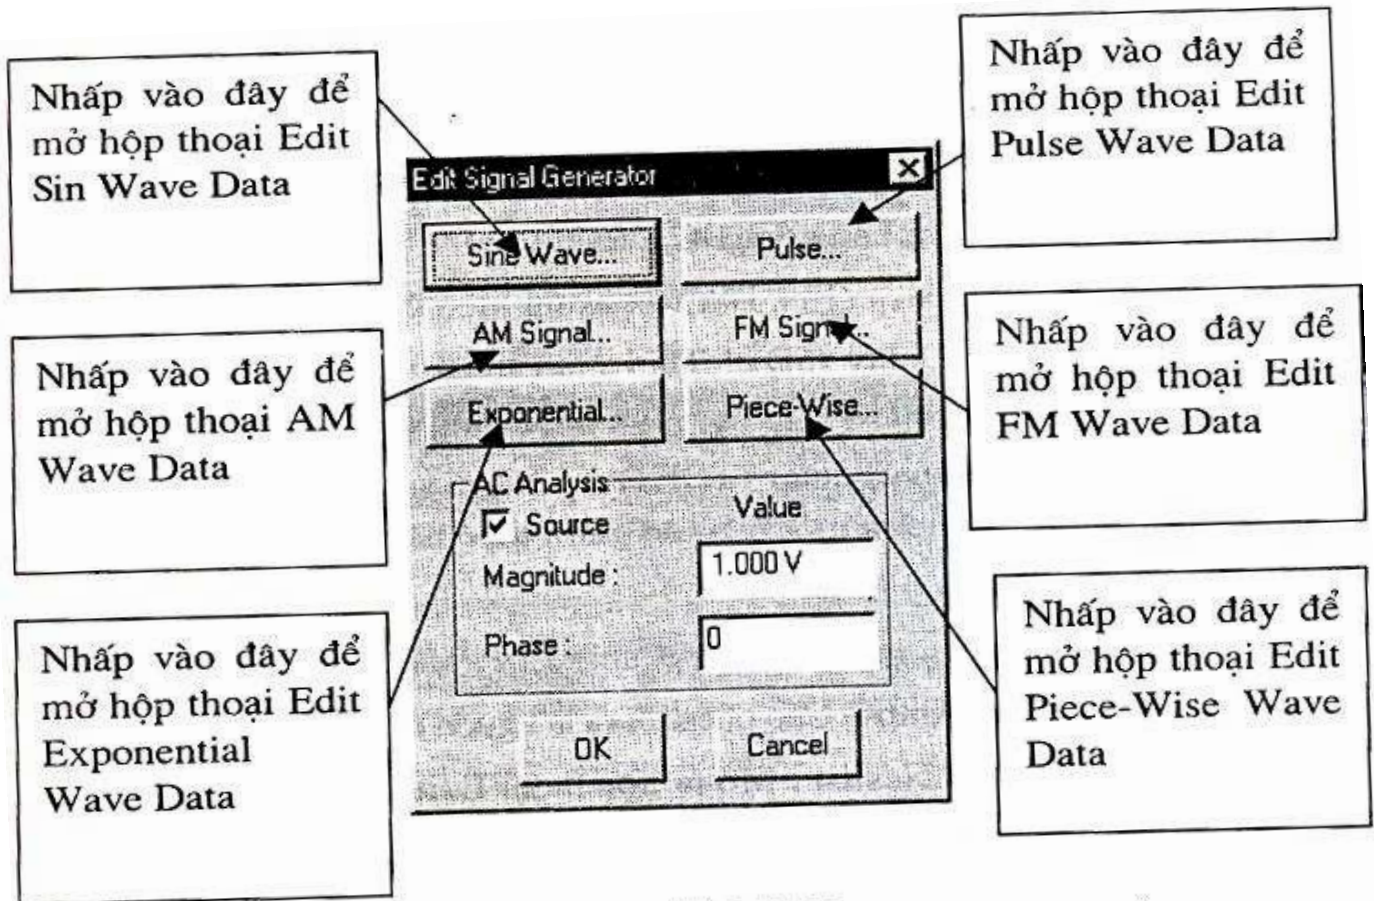 Nhấp vào đây để
mở hộp thoại Edit
Sin Wave Data
Nhấp vào đây để
mở hộp thoại Edit
Pulse Wave Data
Edit Signal Generator
Sine Wave...
Pulse...
AM Signal...
FM Signal...
Exponential...
Piece-Wise...
Nhấp vào đây để
mở hộp thoại AM
Wave Data
Nhấp vào đây để
mở hộp thoại Edit
FM Wave Data
AC Analysis
Source
Value
Magnitude :
1.000 V
Phase :
0
OK
Cancel
Nhấp vào đây để
mở hộp thoại Edit
Exponential
Wave Data
Nhấp vào đây để
mở hộp thoại Edit
Piece-Wise Wave
Data